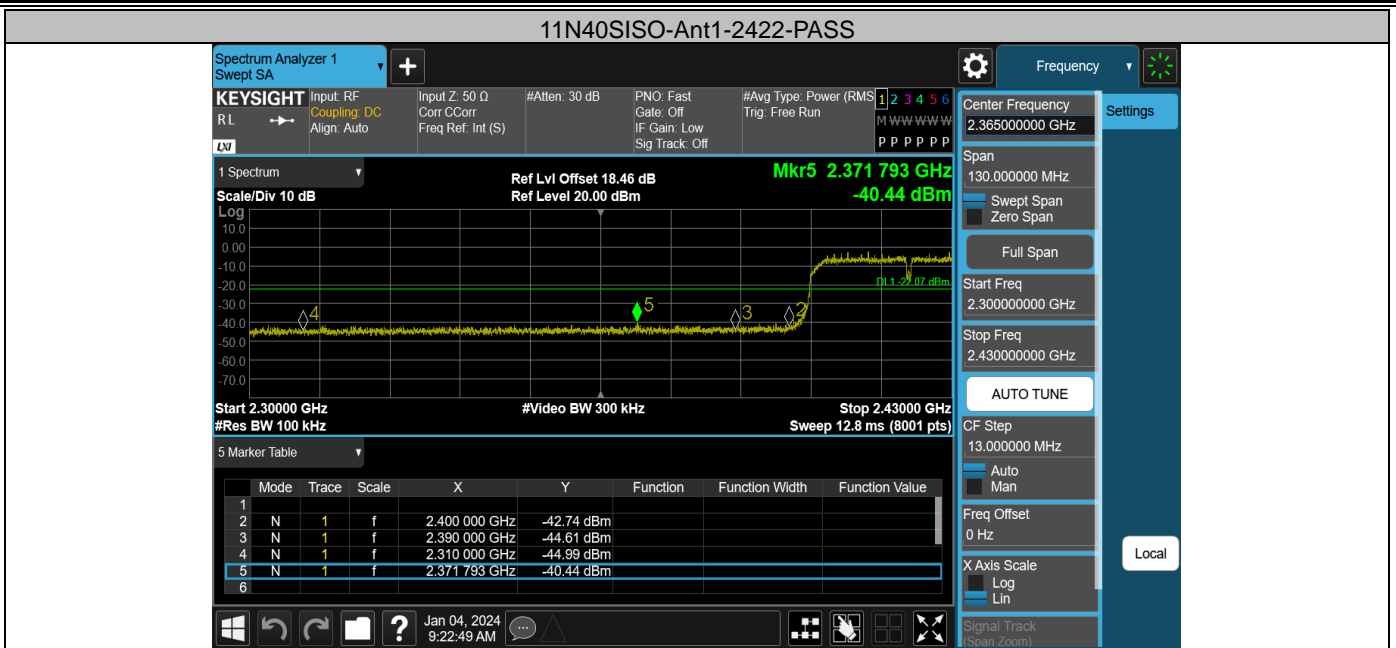 11N40SISO-Ant1-2422-PASS
Spectrum Analyzer 1
Swept SA
Frequency
KEYSIGHT
RL
LXI
Input: RF
Coupling: DC
Align: Auto
Input Z: 50 Ω
Corr CCorr
Freq Ref: Int (S)
#Atten: 30 dB
PNO: Fast
Gate: Off
IF Gain: Low
Sig Track: Off
#Avg Type: Power (RMS
Trig: Free Run
1 2 3 4 5 6
M W W W W W
P P P P P P
1 Spectrum
Scale/Div 10 dB
Ref Lvl Offset 18.46 dB
Ref Level 20.00 dBm
Mkr5 2.371 793 GHz
-40.44 dBm
Log
10.0
0.00
-10.0
-20.0
-30.0
-40.0
-50.0
-60.0
-70.0
DL1 -22.07 dBm
4
5
3
2
Start 2.30000 GHz
#Video BW 300 kHz
Stop 2.43000 GHz
#Res BW 100 kHz
Sweep 12.8 ms (8001 pts)
5 Marker Table
Mode Trace Scale X Y Function Function Width Function Value
1
2 N 1 f 2.400 000 GHz -42.74 dBm
3 N 1 f 2.390 000 GHz -44.61 dBm
4 N 1 f 2.310 000 GHz -44.99 dBm
5 N 1 f 2.371 793 GHz -40.44 dBm
6
?
Jan 04, 2024
9:22:49 AM
Center Frequency
2.365000000 GHz
Settings
Span
130.000000 MHz
Swept Span
Zero Span
Full Span
Start Freq
2.300000000 GHz
Stop Freq
2.430000000 GHz
AUTO TUNE
CF Step
13.000000 MHz
Auto
Man
Freq Offset
0 Hz
Local
X Axis Scale
Log
Lin
Signal Track
(Span Zoom)